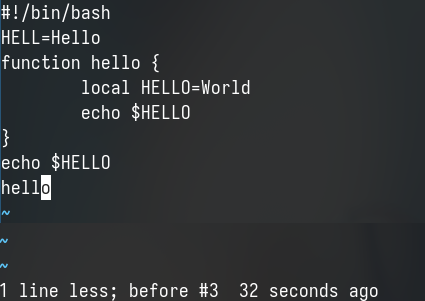 #!/bin/bash
HELL=Hello
function hello {
        local HELLO=World
        echo $HELLO
}
echo $HELLO
hello
~
~
~
1 line less; before #3  32 seconds ago